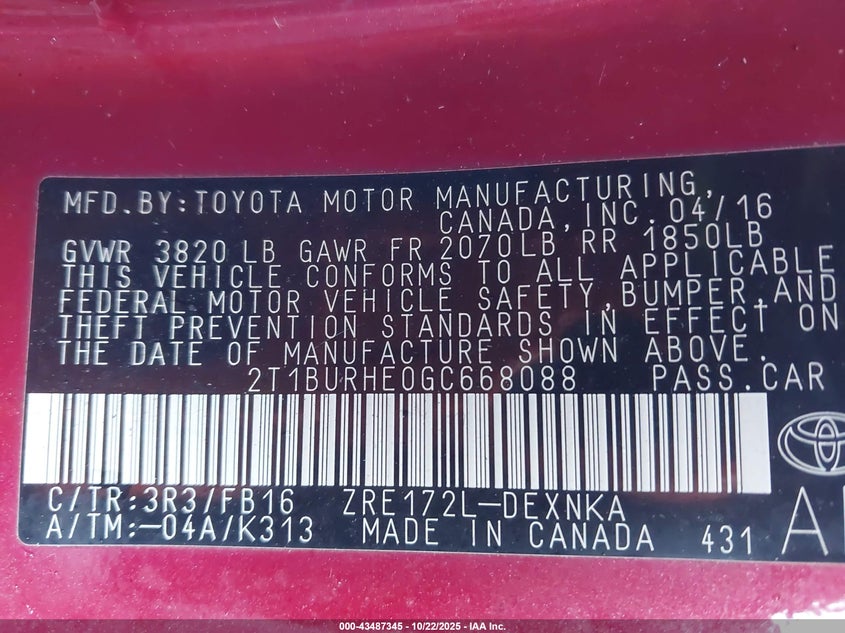 MFD.BY:TOYOTA MOTOR MANUFACTURING,
CANADA,INC.04/16
GVWR 3820 LB GAWR FR 2070LB RR 1850LB
THIS VEHICLE CONFORMS TO ALL APPLICABLE
FEDERAL MOTOR VEHICLE SAFETY,BUMPER,AND
THEFT PREVENTION STANDARDS IN EFFECT ON
THE DATE OF MANUFACTURE SHOWN ABOVE.
2T1BURHE0GC668088 PASS.CAR
C/TR:3R3/FB16 ZRE172L-DEXNKA
A/TM:-04A/K313 MADE IN CANADA 431
000-43487345 | 10/22/2025 - IAA Inc.